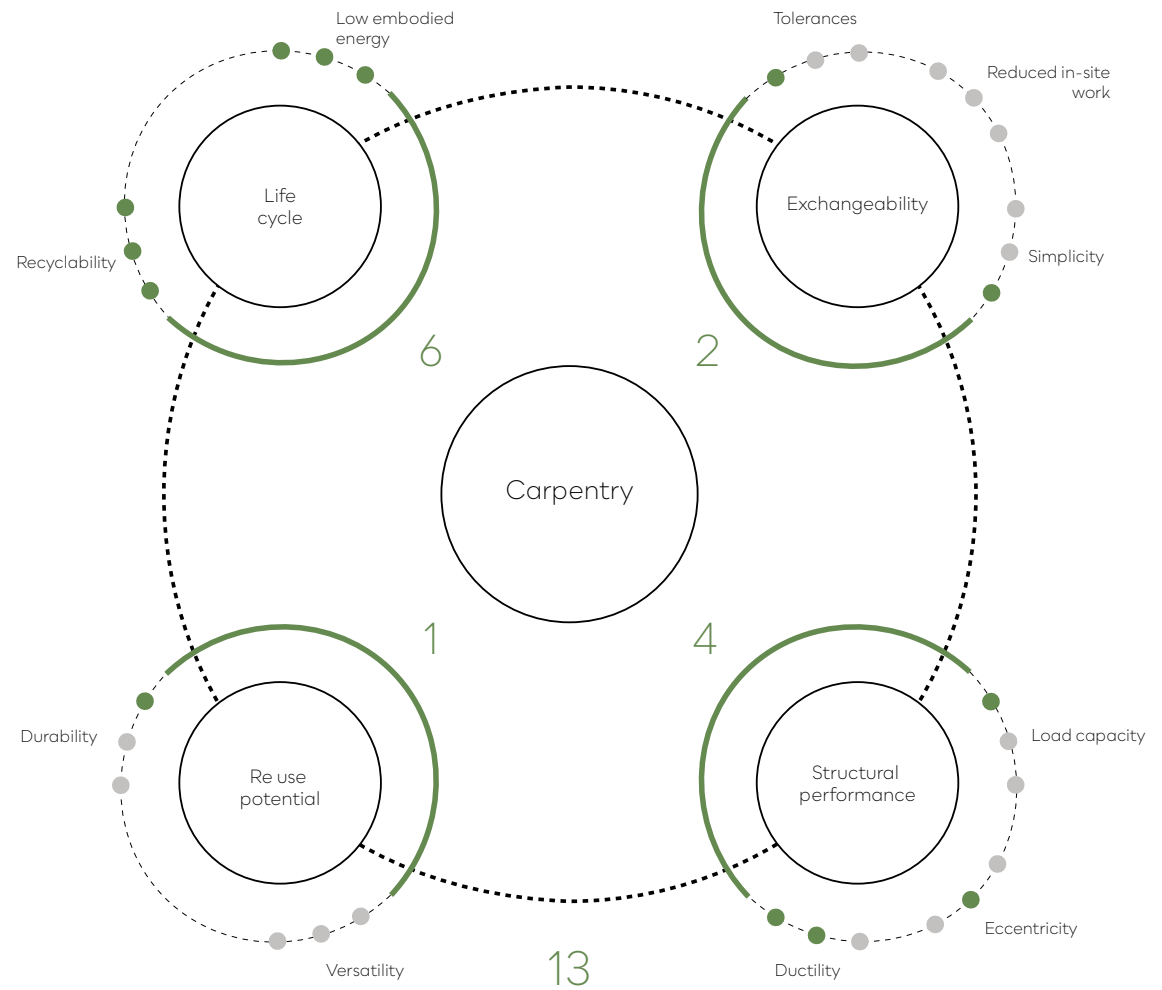 Low embodied
energy
Tolerances
Reduced in-site
work
Life
cycle
Exchangeability
Recyclability
Simplicity
6
2
Carpentry
1
4
Durability
Load capacity
Re use
potential
Structural
performance
Eccentricity
Versatility
13
Ductility